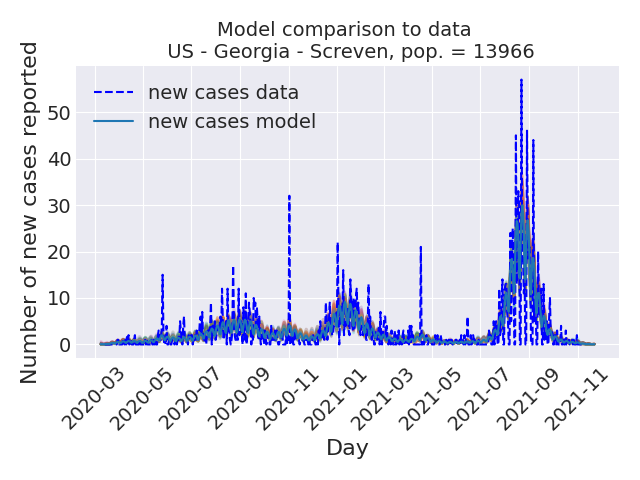 Model comparison to data
US - Georgia - Screven, pop. = 13966
Number of new cases reported
new cases data
new cases model
50
40
30
20
10
0
2020-03
2020-05
2020-07
2020-09
2020-11
2021-01
2021-03
2021-05
2021-07
2021-09
2021-11
Day